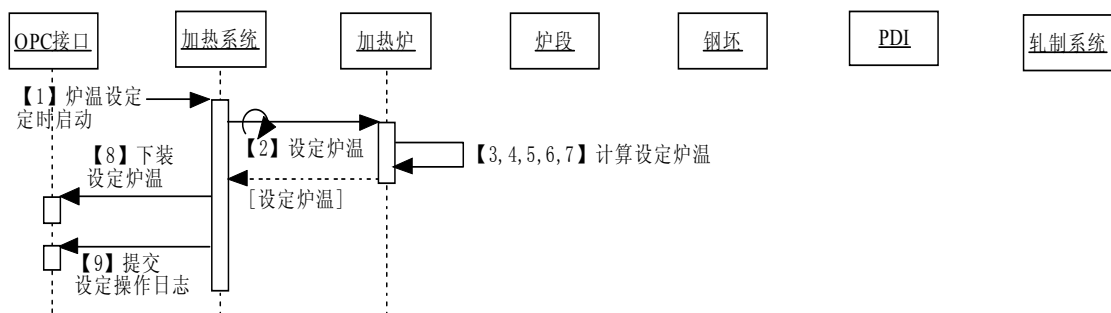 OPC接口
加热系统
加热炉
炉段
钢坯
PDI
轧制系统
【1】炉温设定
定时启动
【2】设定炉温
【3,4,5,6,7】计算设定炉温
【8】下装
设定炉温
[设定炉温]
【9】提交
设定操作日志